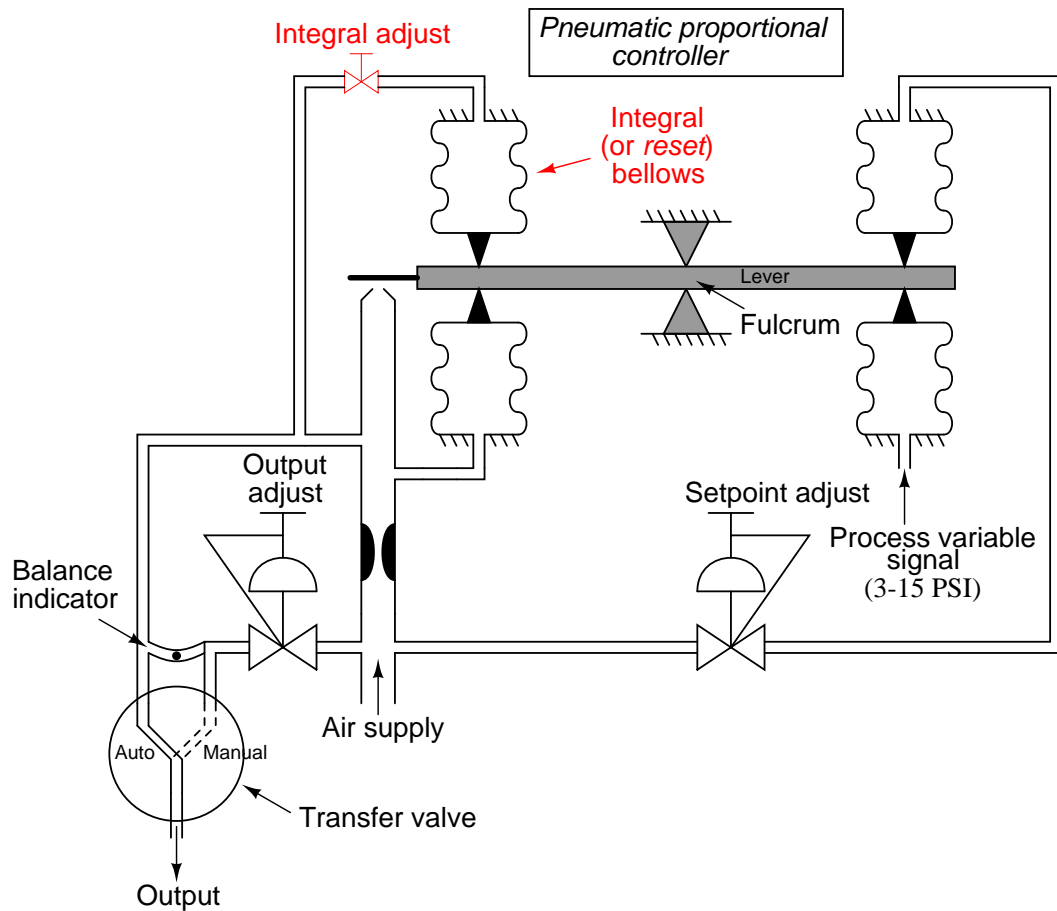 Integral adjust
Pneumatic proportional
controller
Integral
(or reset)
bellows
Lever
Fulcrum
Output
adjust
Setpoint adjust
Process variable
signal
(3-15 PSI)
Balance
indicator
Air supply
Auto
Manual
Transfer valve
Output